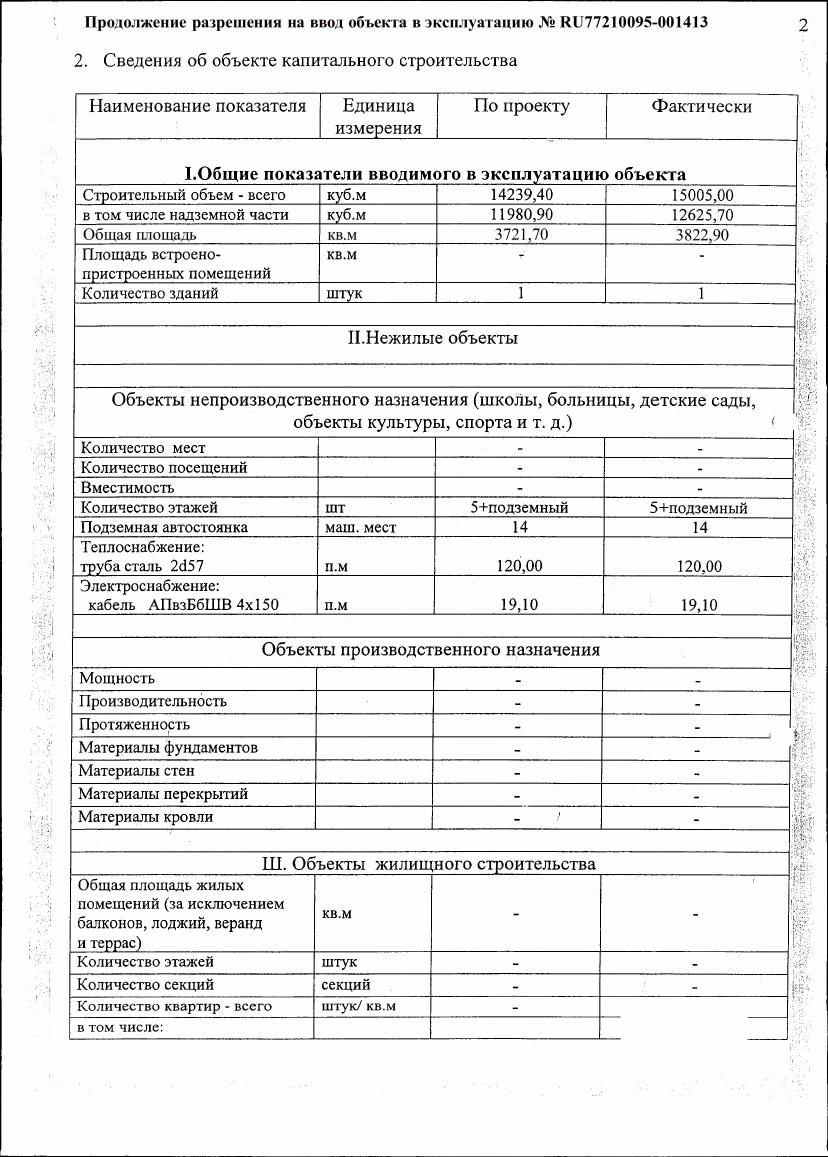 Продолжение разрешения на ввод объекта в эксплуатацию № RU77210095-001413
2
2. Сведения об объекте капитального строительства
Наименование показателя Единица измерения По проекту Фактически
I.Общие показатели вводимого в эксплуатацию объекта
Строительный объем - всего куб.м 14239,40 15005,00
в том числе надземной части куб.м 11980,90 12625,70
Общая площадь кв.м 3721,70 3822,90
Площадь встроено- кв.м - -
пристроенных помещений
Количество зданий штук 1 1
II.Нежилые объекты
Объекты непроизводственного назначения (школы, больницы, детские сады,
объекты культуры, спорта и т. д.)
Количество мест - -
Количество посещений - -
Вместимость - -
Количество этажей шт 5+подземный 5+подземный
Подземная автостоянка маш. мест 14 14
Теплоснабжение:
труба сталь 2d57 п.м 120,00 120,00
Электроснабжение:
кабель АПвзБбШВ 4х150 п.м 19,10 19,10
Объекты производственного назначения
Мощность - -
Производительность - -
Протяженность - -
Материалы фундаментов - -
Материалы стен - -
Материалы перекрытий - -
Материалы кровли - -
Ш. Объекты жилищного строительства
Общая площадь жилых
помещений (за исключением
балконов, лоджий, веранд кв.м - -
и террас)
Количество этажей штук - -
Количество секций секций - -
Количество квартир - всего штук/ кв.м -
в том числе: